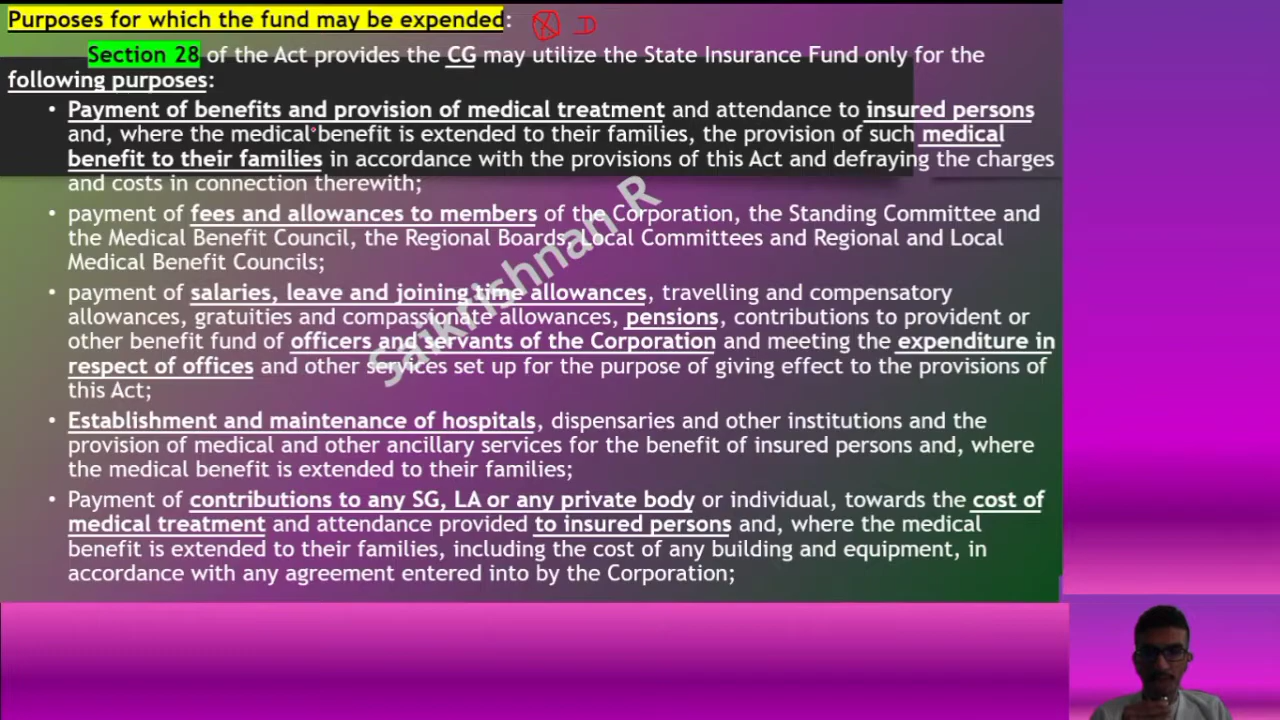 Purposes for which the fund may be expended: X D
Section 28 of the Act provides the CG may utilize the State Insurance Fund only for the
following purposes:
• Payment of benefits and provision of medical treatment and attendance to insured persons
and, where the medical benefit is extended to their families, the provision of such medical
benefit to their families in accordance with the provisions of this Act and defraying the charges
and costs in connection therewith;
• payment of fees and allowances to members of the Corporation, the Standing Committee and
the Medical Benefit Council, the Regional Boards, Local Committees and Regional and Local
Medical Benefit Councils;
• payment of salaries, leave and joining time allowances, travelling and compensatory
allowances, gratuities and compassionate allowances, pensions, contributions to provident or
other benefit fund of officers and servants of the Corporation and meeting the expenditure in
respect of offices and other services set up for the purpose of giving effect to the provisions of
this Act;
• Establishment and maintenance of hospitals, dispensaries and other institutions and the
provision of medical and other ancillary services for the benefit of insured persons and, where
the medical benefit is extended to their families;
• Payment of contributions to any SG, LA or any private body or individual, towards the cost of
medical treatment and attendance provided to insured persons and, where the medical
benefit is extended to their families, including the cost of any building and equipment, in
accordance with any agreement entered into by the Corporation;
Saikrishnan R